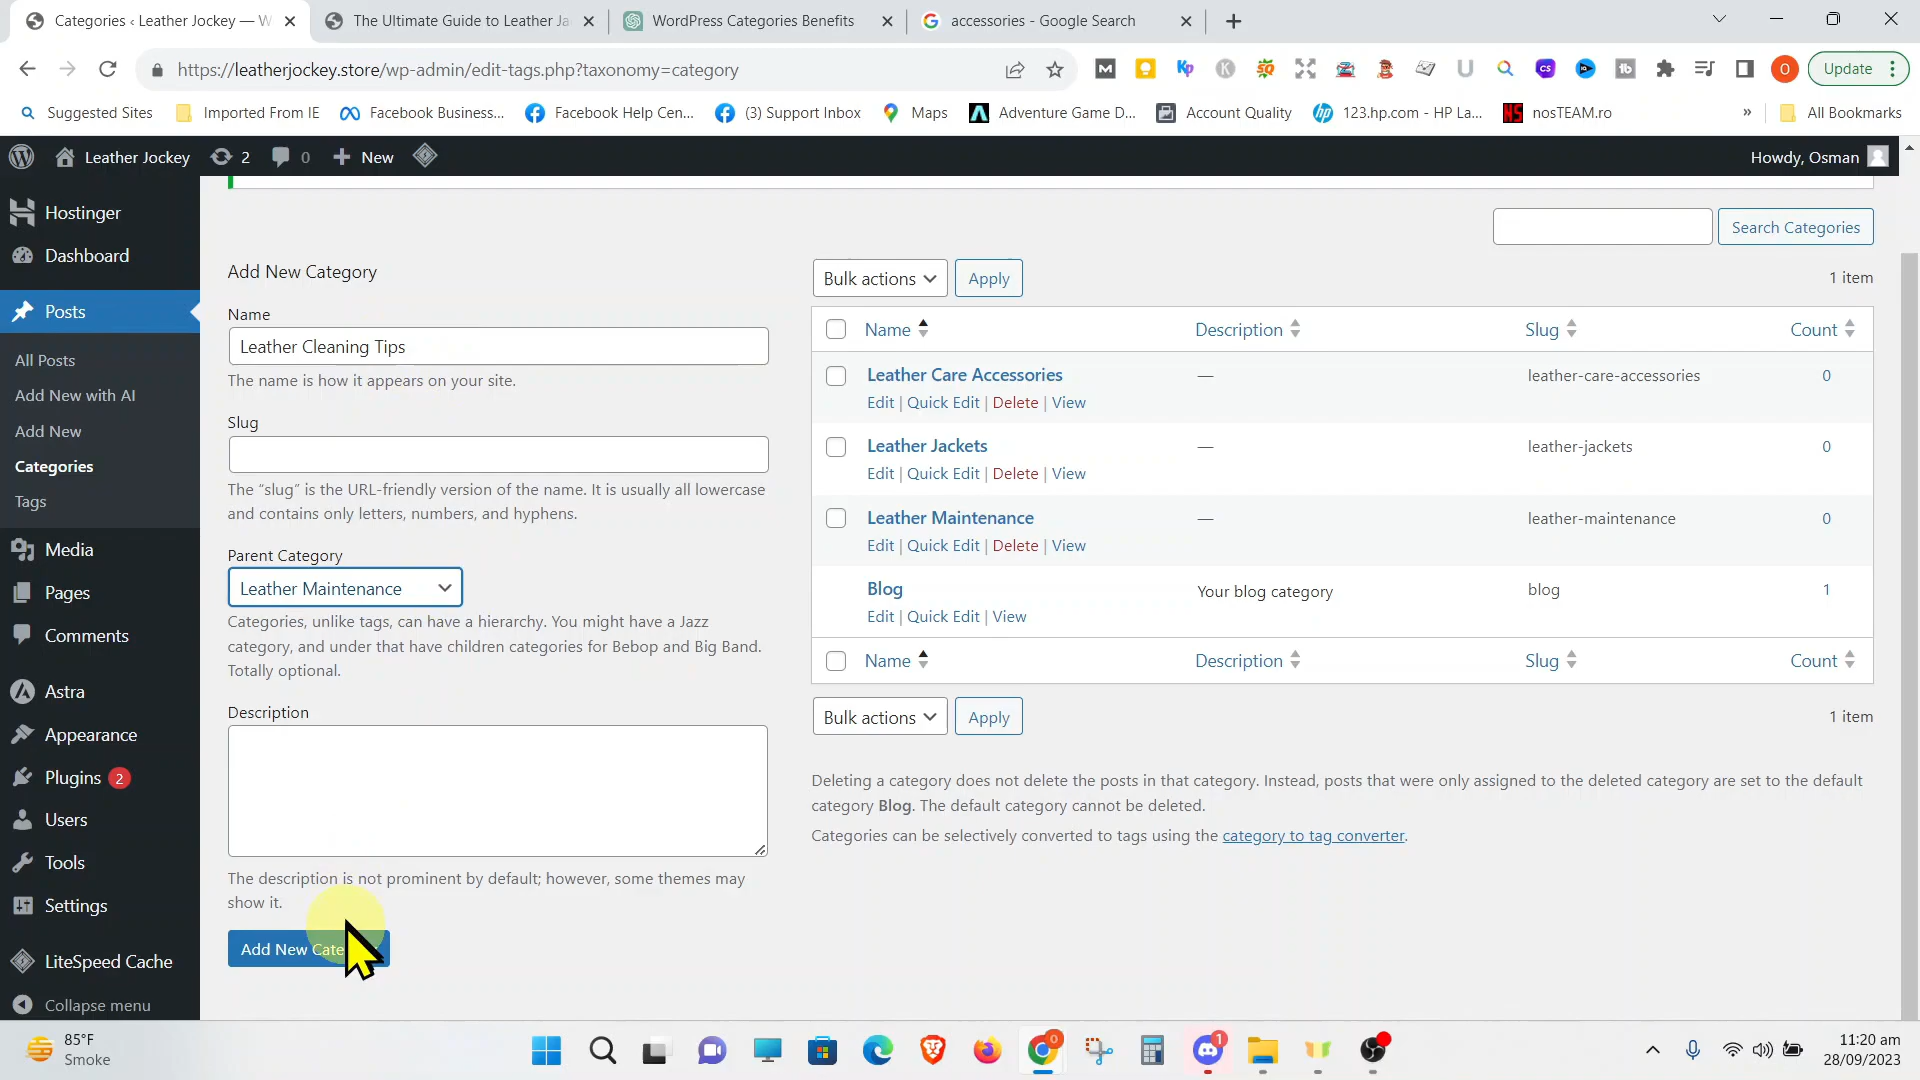 Categories ‹ Leather Jockey — W
The Ultimate Guide to Leather Ja
WordPress Categories Benefits
accessories - Google Search
https://leatherjockey.store/wp-admin/edit-tags.php?taxonomy=category
Update
Suggested Sites
Imported From IE
Facebook Business...
Facebook Help Cen...
(3) Support Inbox
Maps
Adventure Game D...
Account Quality
123.hp.com - HP La...
nosTEAM.ro
»
All Bookmarks
Leather Jockey
2
0
New
Howdy, Osman
Hostinger
Dashboard
Posts
All Posts
Add New with AI
Add New
Categories
Tags
Media
Pages
Comments
Astra
Appearance
Plugins 2
Users
Tools
Settings
LiteSpeed Cache
Collapse menu
Search Categories
Add New Category
Name
Leather Cleaning Tips
The name is how it appears on your site.
Slug
The “slug” is the URL-friendly version of the name. It is usually all lowercase
and contains only letters, numbers, and hyphens.
Parent Category
Leather Maintenance
Categories, unlike tags, can have a hierarchy. You might have a Jazz
category, and under that have children categories for Bebop and Big Band.
Totally optional.
Description
The description is not prominent by default; however, some themes may
show it.
Add New Cate
Bulk actions
Apply
1 item
Name Description Slug Count
Leather Care Accessories — leather-care-accessories 0
Edit | Quick Edit | Delete | View
Leather Jackets — leather-jackets 0
Edit | Quick Edit | Delete | View
Leather Maintenance — leather-maintenance 0
Edit | Quick Edit | Delete | View
Blog Your blog category blog 1
Edit | Quick Edit | View
Name Description Slug Count
Bulk actions
Apply
1 item
Deleting a category does not delete the posts in that category. Instead, posts that were only assigned to the deleted category are set to the default
category Blog. The default category cannot be deleted.
Categories can be selectively converted to tags using the category to tag converter.
85°F
Smoke
11:20 am
28/09/2023